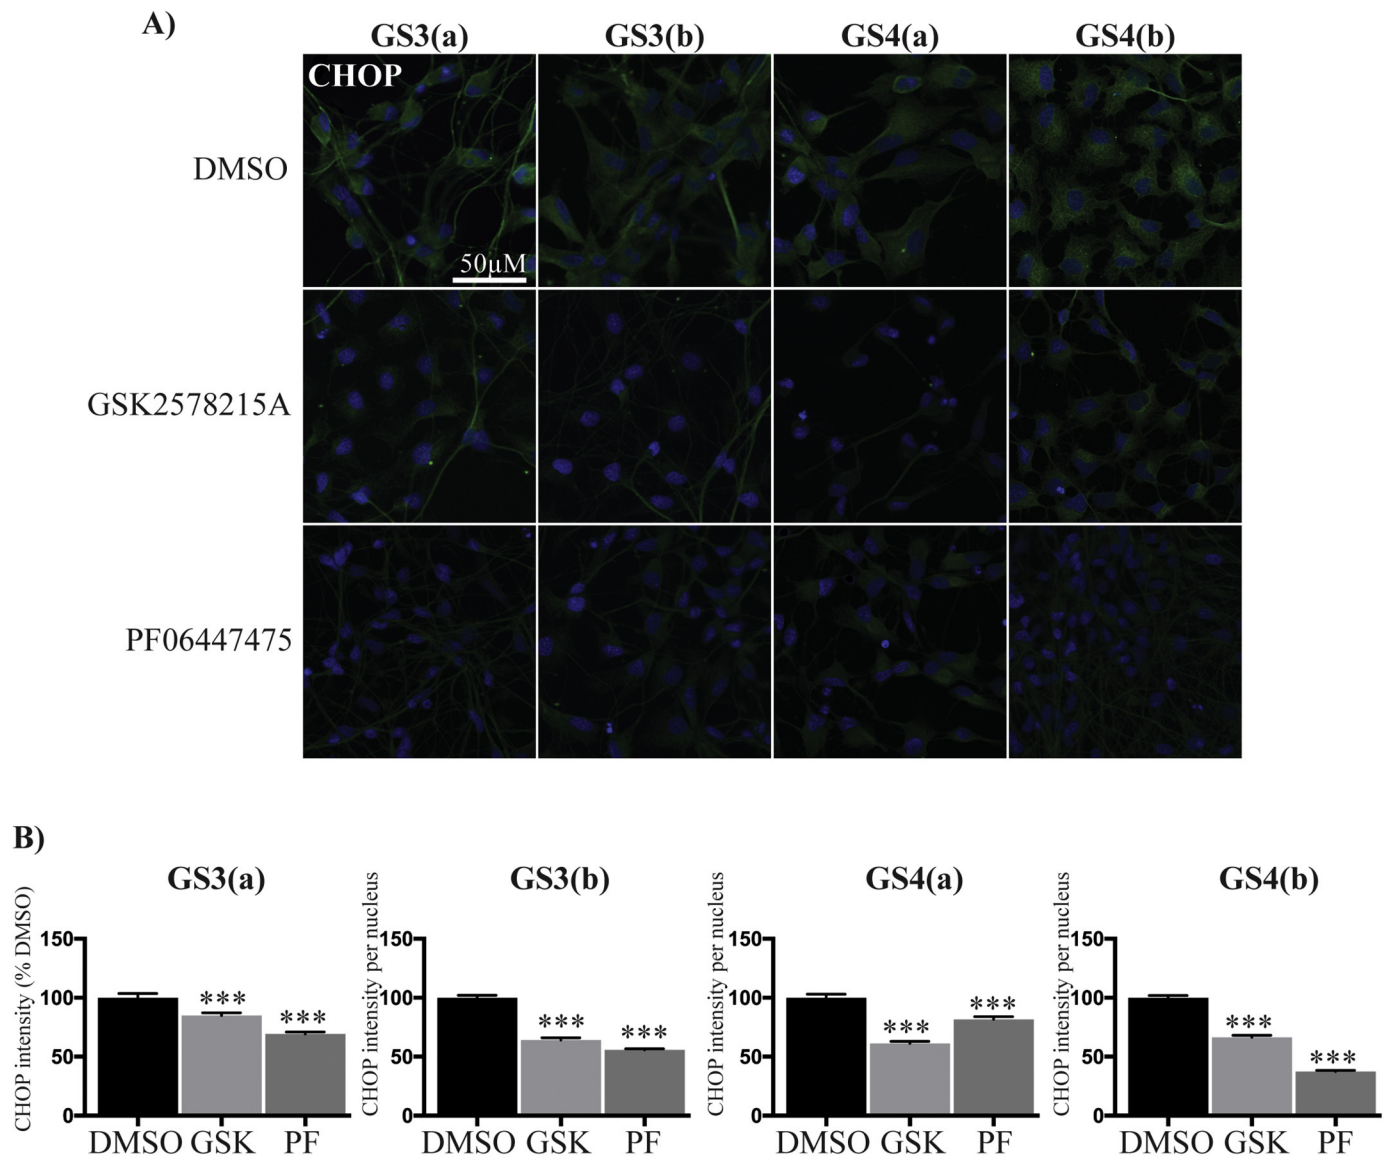 A)
GS3(a) GS3(b) GS4(a) GS4(b)
CHOP
DMSO
50µM
GSK2578215A
PF06447475
B)
GS3(a) GS3(b) GS4(a) GS4(b)
CHOP intensity (% DMSO)
150
100
50
0
*** ***
DMSO GSK PF
CHOP intensity per nucleus
150
100
50
0
*** ***
DMSO GSK PF
CHOP intensity per nucleus
150
100
50
0
*** ***
DMSO GSK PF
CHOP intensity per nucleus
150
100
50
0
*** ***
DMSO GSK PF